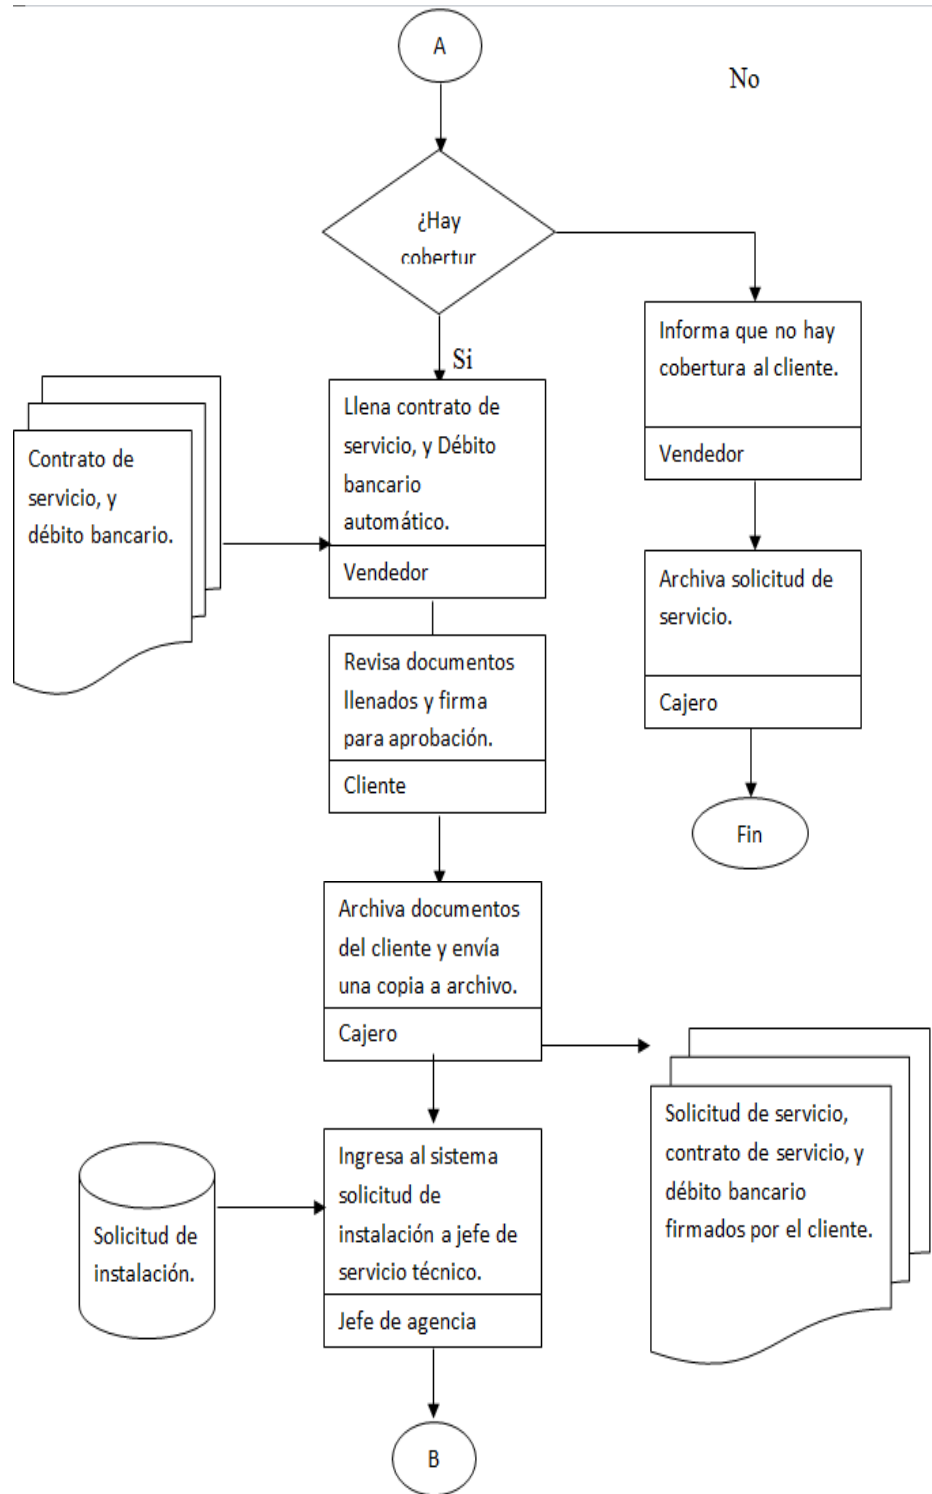 A
No
¿Hay
cobertur
Si
Informa que no hay
cobertura al cliente.
Vendedor
Llena contrato de
servicio, y Débito
bancario
automático.
Vendedor
Contrato de
servicio, y
débito bancario.
Archiva solicitud de
servicio.
Cajero
Revisa documentos
llenados y firma
para aprobación.
Cliente
Fin
Archiva documentos
del cliente y envía
una copia a archivo.
Cajero
Solicitud de servicio,
contrato de servicio, y
débito bancario
firmados por el cliente.
Ingresa al sistema
solicitud de
instalación a jefe de
servicio técnico.
Jefe de agencia
Solicitud de
instalación.
B